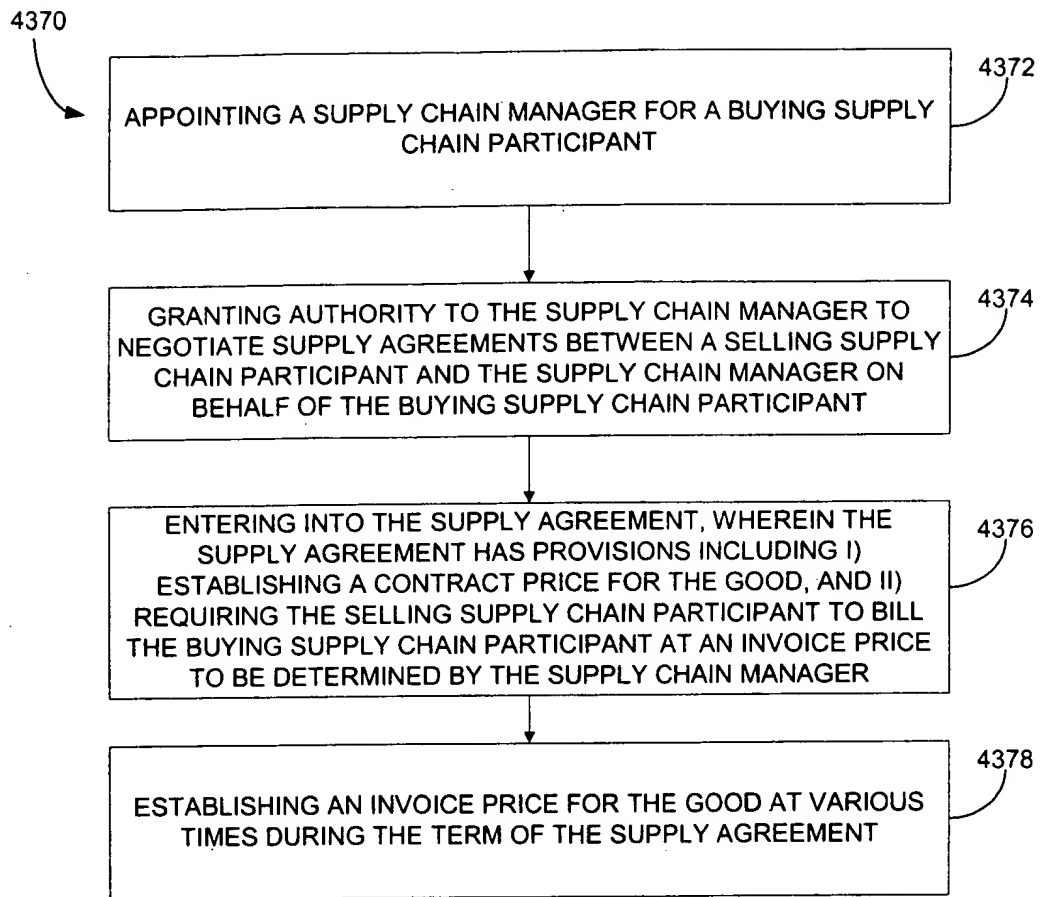 4370
4372
APPOINTING A SUPPLY CHAIN MANAGER FOR A BUYING SUPPLY
CHAIN PARTICIPANT
4374
GRANTING AUTHORITY TO THE SUPPLY CHAIN MANAGER TO
NEGOTIATE SUPPLY AGREEMENTS BETWEEN A SELLING SUPPLY
CHAIN PARTICIPANT AND THE SUPPLY CHAIN MANAGER ON
BEHALF OF THE BUYING SUPPLY CHAIN PARTICIPANT
4376
ENTERING INTO THE SUPPLY AGREEMENT, WHEREIN THE
SUPPLY AGREEMENT HAS PROVISIONS INCLUDING I)
ESTABLISHING A CONTRACT PRICE FOR THE GOOD, AND II)
REQUIRING THE SELLING SUPPLY CHAIN PARTICIPANT TO BILL
THE BUYING SUPPLY CHAIN PARTICIPANT AT AN INVOICE PRICE
TO BE DETERMINED BY THE SUPPLY CHAIN MANAGER
4378
ESTABLISHING AN INVOICE PRICE FOR THE GOOD AT VARIOUS
TIMES DURING THE TERM OF THE SUPPLY AGREEMENT